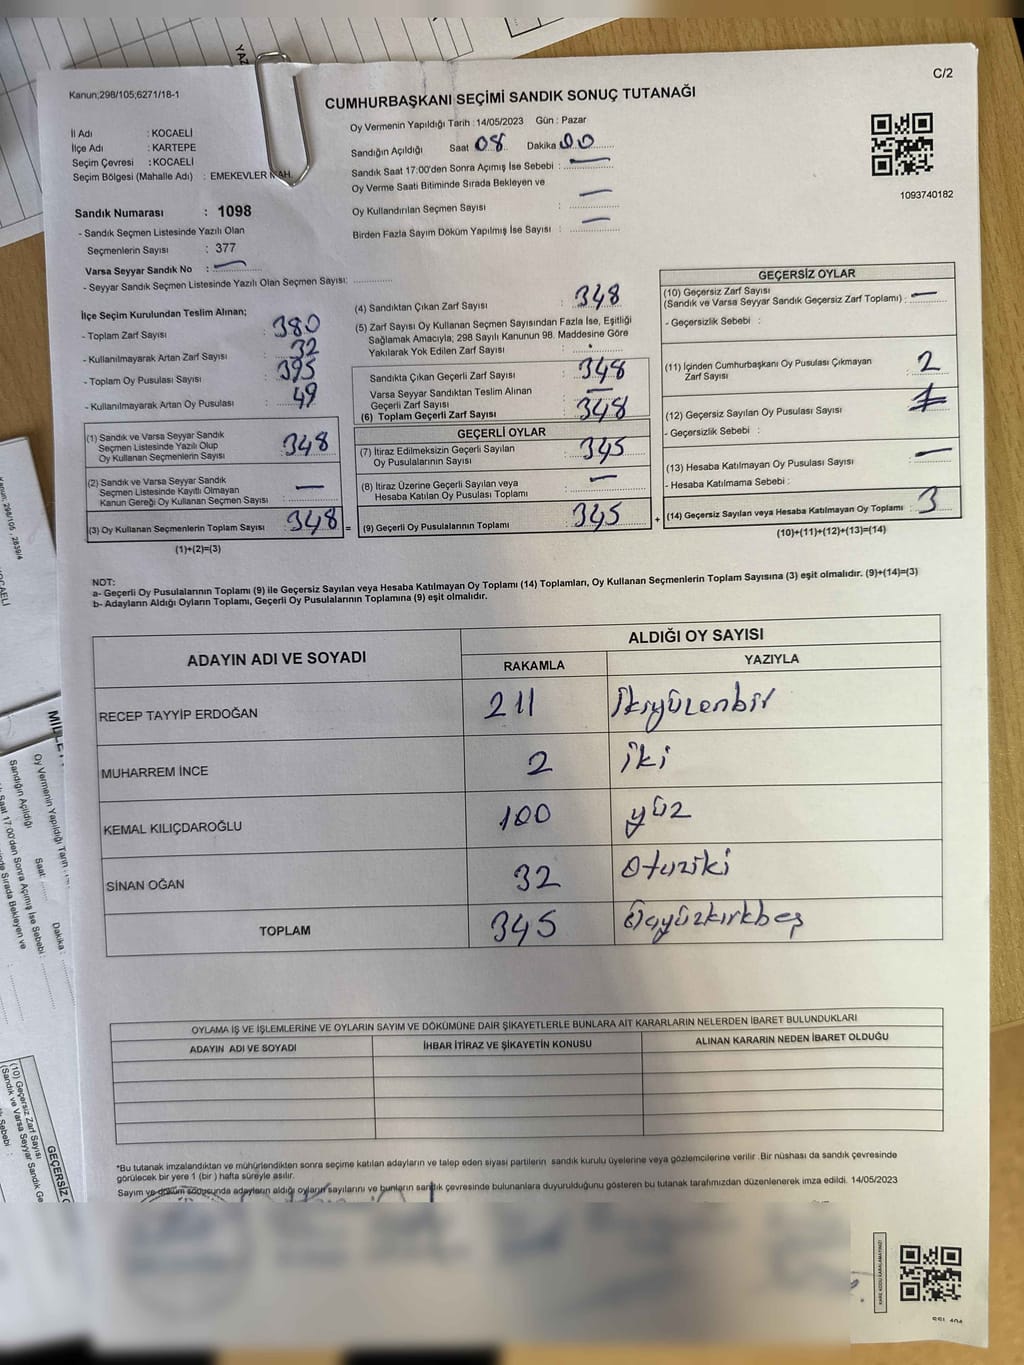 C/2
Kanun;298/105;6271/18-1
CUMHURBAŞKANI SEÇİMİ SANDIK SONUÇ TUTANAĞI
İl Adı : KOCAELİ
İlçe Adı : KARTEPE
Seçim Çevresi : KOCAELİ
Seçim Bölgesi (Mahalle Adı) : EMEKEVLER MAH.
Sandık Numarası : 1098
- Sandık Seçmen Listesinde Yazılı Olan
Seçmenlerin Sayısı : 377
Varsa Seyyar Sandık No : —
- Seyyar Sandık Seçmen Listesinde Yazılı Olan Seçmen Sayısı: ..............
Oy Vermenin Yapıldığı Tarih : 14/05/2023 Gün : Pazar
Sandığın Açıldığı Saat 08 Dakika 00
Sandık Saat 17:00'den Sonra Açımış İse Sebebi : —
Oy Verme Saati Bitiminde Sırada Bekleyen ve
Oy Kullandırılan Seçmen Sayısı : —
Birden Fazla Sayım Döküm Yapılmış İse Sayısı : —
1093740182
İlçe Seçim Kurulundan Teslim Alınan;
- Toplam Zarf Sayısı : 380
- Kullanılmayarak Artan Zarf Sayısı : 32
- Toplam Oy Pusulası Sayısı : 395
- Kullanılmayarak Artan Oy Pusulası : 49
(1) Sandık ve Varsa Seyyar Sandık
Seçmen Listesinde Yazılı Olup
Oy Kullanan Seçmenlerin Sayısı : 348
(2) Sandık ve Varsa Seyyar Sandık
Seçmen Listesinde Kayıtlı Olmayan
Kanun Gereği Oy Kullanan Seçmen Sayısı : —
(3) Oy Kullanan Seçmenlerin Toplam Sayısı : 348 =
(1)+(2)=(3)
(4) Sandıktan Çıkan Zarf Sayısı : 348
(5) Zarf Sayısı Oy Kullanan Seçmen Sayısından Fazla İse, Eşitliği
Sağlamak Amacıyla; 298 Sayılı Kanunun 98. Maddesine Göre
Yakılarak Yok Edilen Zarf Sayısı : .
Sandıkta Çıkan Geçerli Zarf Sayısı : 348
Varsa Seyyar Sandıktan Teslim Alınan
Geçerli Zarf Sayısı : —
(6) Toplam Geçerli Zarf Sayısı : 348
GEÇERLİ OYLAR
(7) İtiraz Edilmeksizin Geçerli Sayılan
Oy Pusulalarının Sayısı : 345
(8) İtiraz Üzerine Geçerli Sayılan veya
Hesaba Katılan Oy Pusulası Toplamı : —
(9) Geçerli Oy Pusulalarının Toplamı : 345 +
GEÇERSİZ OYLAR
(10) Geçersiz Zarf Sayısı
(Sandık ve Varsa Seyyar Sandık Geçersiz Zarf Toplamı) : —
- Geçersizlik Sebebi :
(11) İçinden Cumhurbaşkanı Oy Pusulası Çıkmayan
Zarf Sayısı : 2
(12) Geçersiz Sayılan Oy Pusulası Sayısı : 1
- Geçersizlik Sebebi :
(13) Hesaba Katılmayan Oy Pusulası Sayısı : —
- Hesaba Katılmama Sebebi :
(14) Geçersiz Sayılan veya Hesaba Katılmayan Oy Toplamı : 3
(10)+(11)+(12)+(13)=(14)
NOT:
a- Geçerli Oy Pusulalarının Toplamı (9) ile Geçersiz Sayılan veya Hesaba Katılmayan Oy Toplamı (14) Toplamları, Oy Kullanan Seçmenlerin Toplam Sayısına (3) eşit olmalıdır. (9)+(14)=(3)
b- Adayların Aldığı Oyların Toplamı, Geçerli Oy Pusulalarının Toplamına (9) eşit olmalıdır.
ADAYIN ADI VE SOYADI
ALDIĞI OY SAYISI
RAKAMLA YAZIYLA
RECEP TAYYİP ERDOĞAN 211 İkiyüzonbir
MUHARREM İNCE 2 iki
KEMAL KILIÇDAROĞLU 100 yüz
SİNAN OĞAN 32 Otuziki
TOPLAM 345 Üçyüzkırkbeş
OYLAMA İŞ VE İŞLEMLERİNE VE OYLARIN SAYIM VE DÖKÜMÜNE DAİR ŞİKAYETLERLE BUNLARA AİT KARARLARIN NELERDEN İBARET BULUNDUKLARI
ADAYIN ADI VE SOYADI İHBAR İTİRAZ VE ŞİKAYETİN KONUSU ALINAN KARARIN NEDEN İBARET OLDUĞU
*Bu tutanak imzalandıktan ve mühürlendikten sonra seçime katılan adayların ve talep eden siyasi partilerin sandık kurulu üyelerine veya gözlemcilerine verilir .Bir nüshası da sandık çevresinde
görülecek bir yere 1 (bir ) hafta süreyle asılır.
Sayım ve döküm sonucunda adayların aldığı oyların sayılarını ve bunların sandık çevresinde bulunanlara duyurulduğunu gösteren bu tutanak tarafımızdan düzenlenerek imza edildi. 14/05/2023